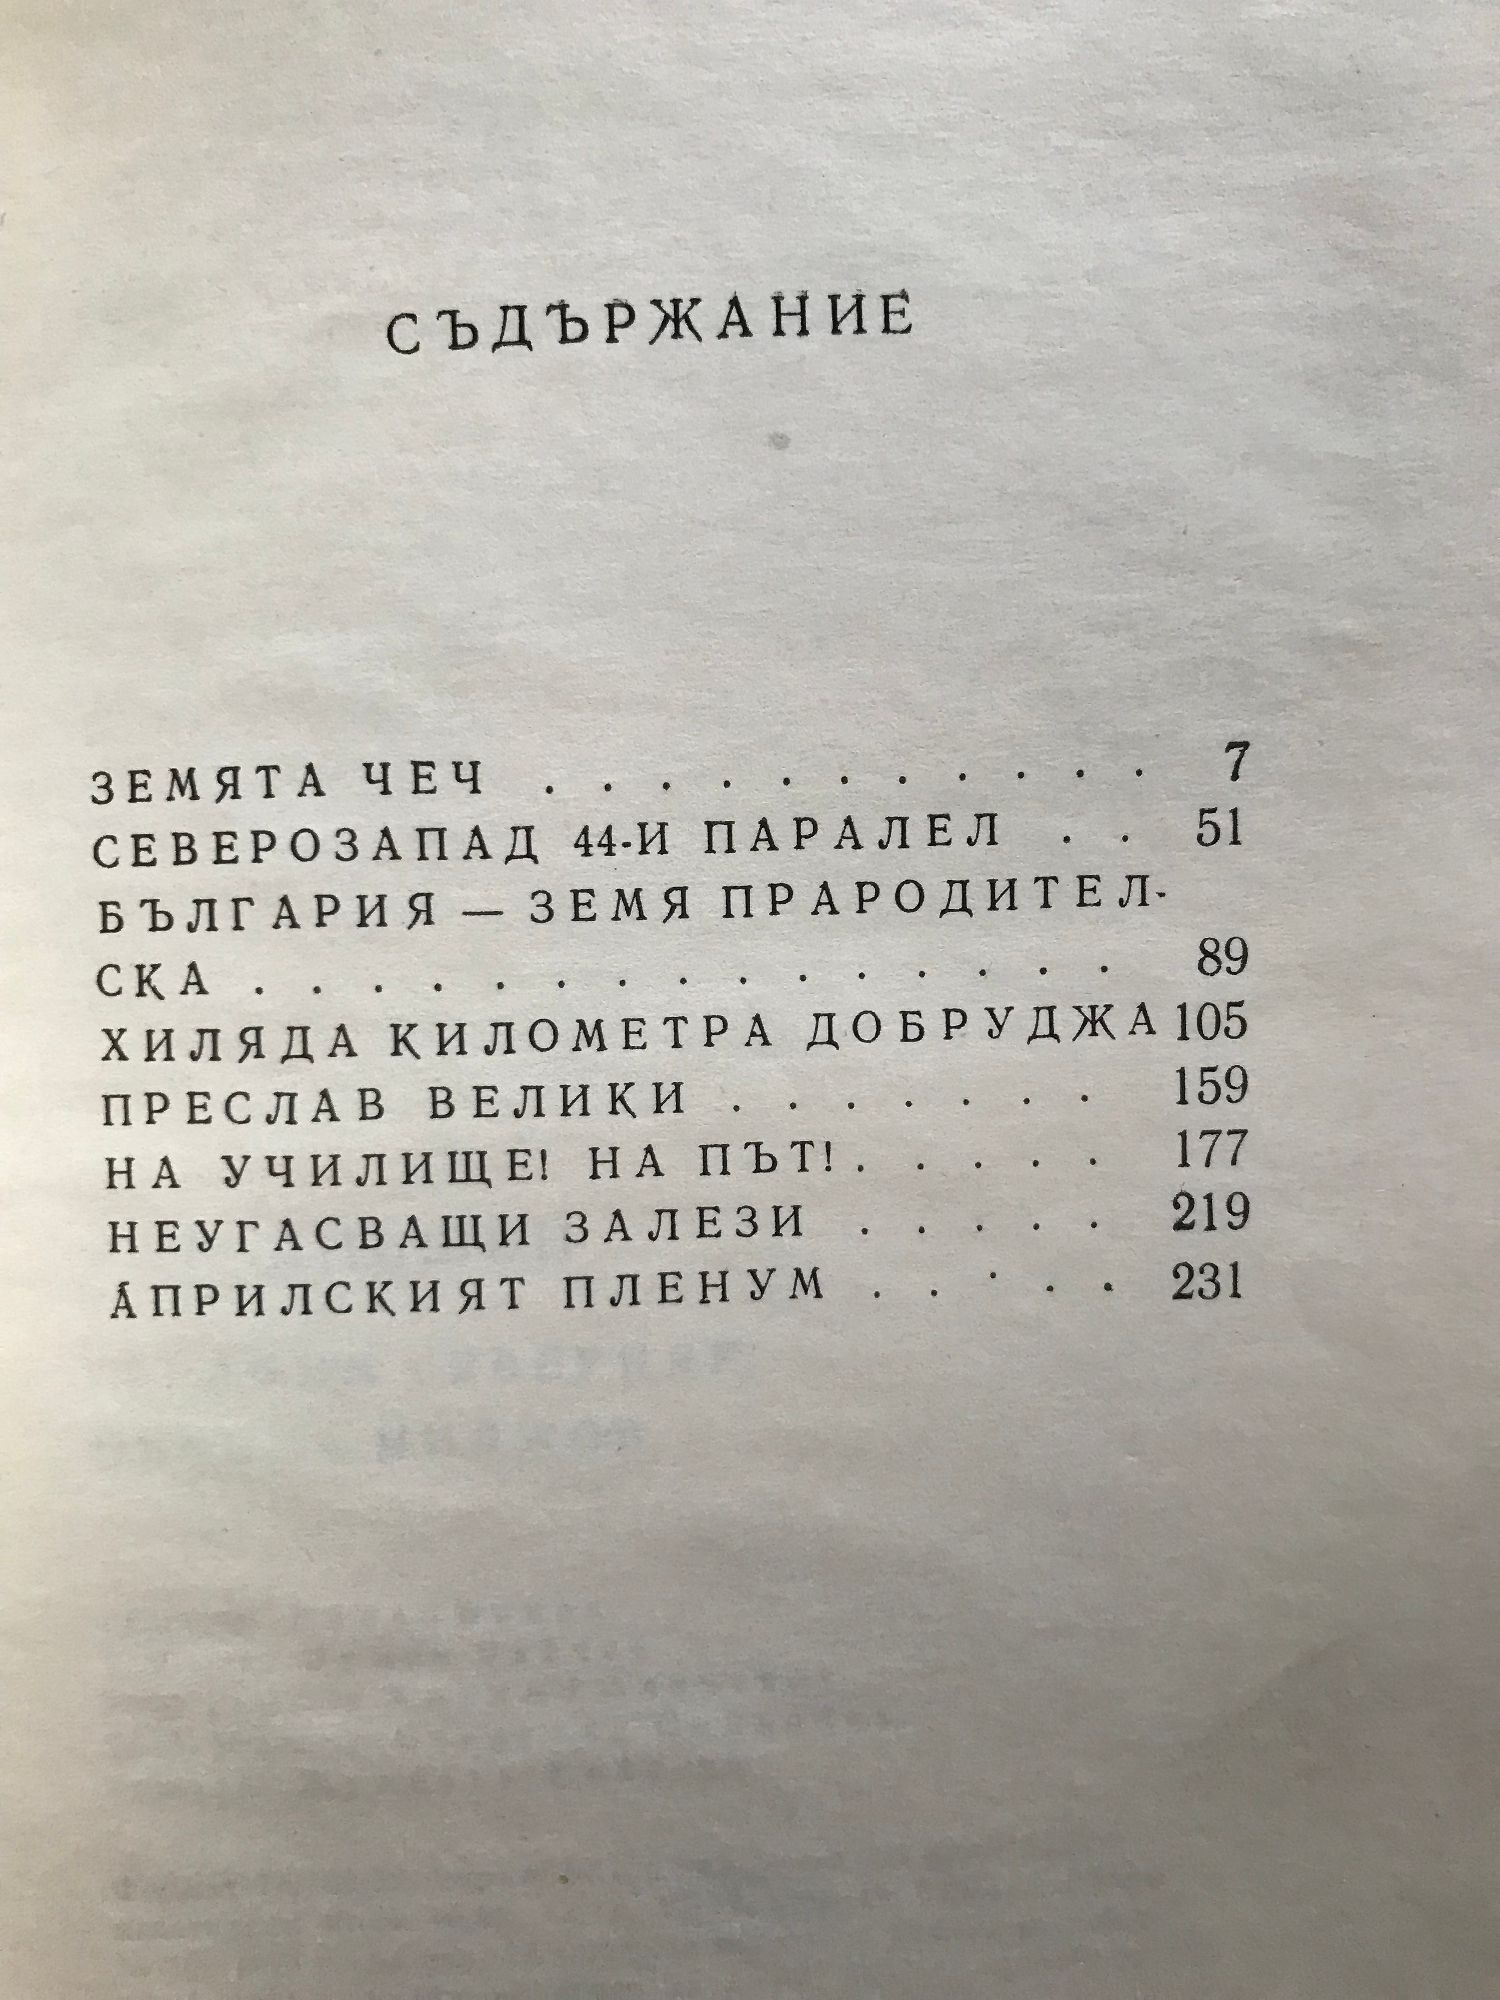 СЪДЪРЖАНИЕ
ЗЕМЯТА ЧЕЧ . . . . . . . . . . . 7
СЕВЕРОЗАПАД 44-И ПАРАЛЕЛ . . 51
БЪЛГАРИЯ — ЗЕМЯ ПРАРОДИТЕЛ-
СКА . . . . . . . . . . . . . . . 89
ХИЛЯДА КИЛОМЕТРА ДОБРУДЖА 105
ПРЕСЛАВ ВЕЛИКИ . . . . . . . 159
НА УЧИЛИЩЕ! НА ПЪТ! . . . . . 177
НЕУГАСВАЩИ ЗАЛЕЗИ . . . . . 219
АПРИЛСКИЯТ ПЛЕНУМ . . . . . 231